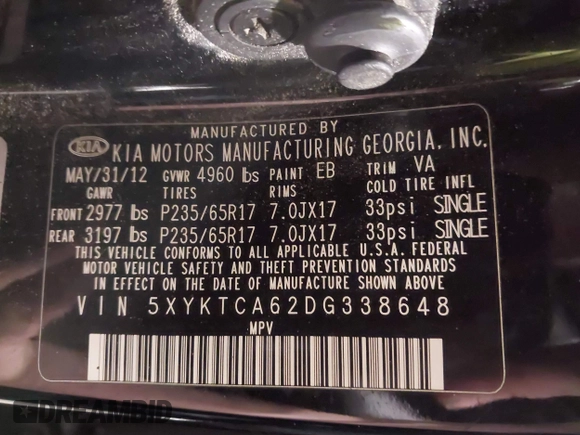 MANUFACTURED BY
KIA KIA MOTORS MANUFACTURING GEORGIA, INC.
MAY/31/12 GVWR 4960 lbs PAINT EB TRIM VA
GAWR TIRES RIMS COLD TIRE INFL
FRONT 2977 lbs P235/65R17 7.0JX17 33psi SINGLE
REAR 3197 lbs P235/65R17 7.0JX17 33psi SINGLE
THIS VEHICLE CONFORMS TO ALL APPLICABLE U.S.A. FEDERAL
MOTOR VEHICLE SAFETY AND THEFT PREVENTION STANDARDS
IN EFFECT ON THE DATE OF MANUFACTURE SHOWN ABOVE.
VIN 5XYKTCA62DG338648
MPV
DREAMBID